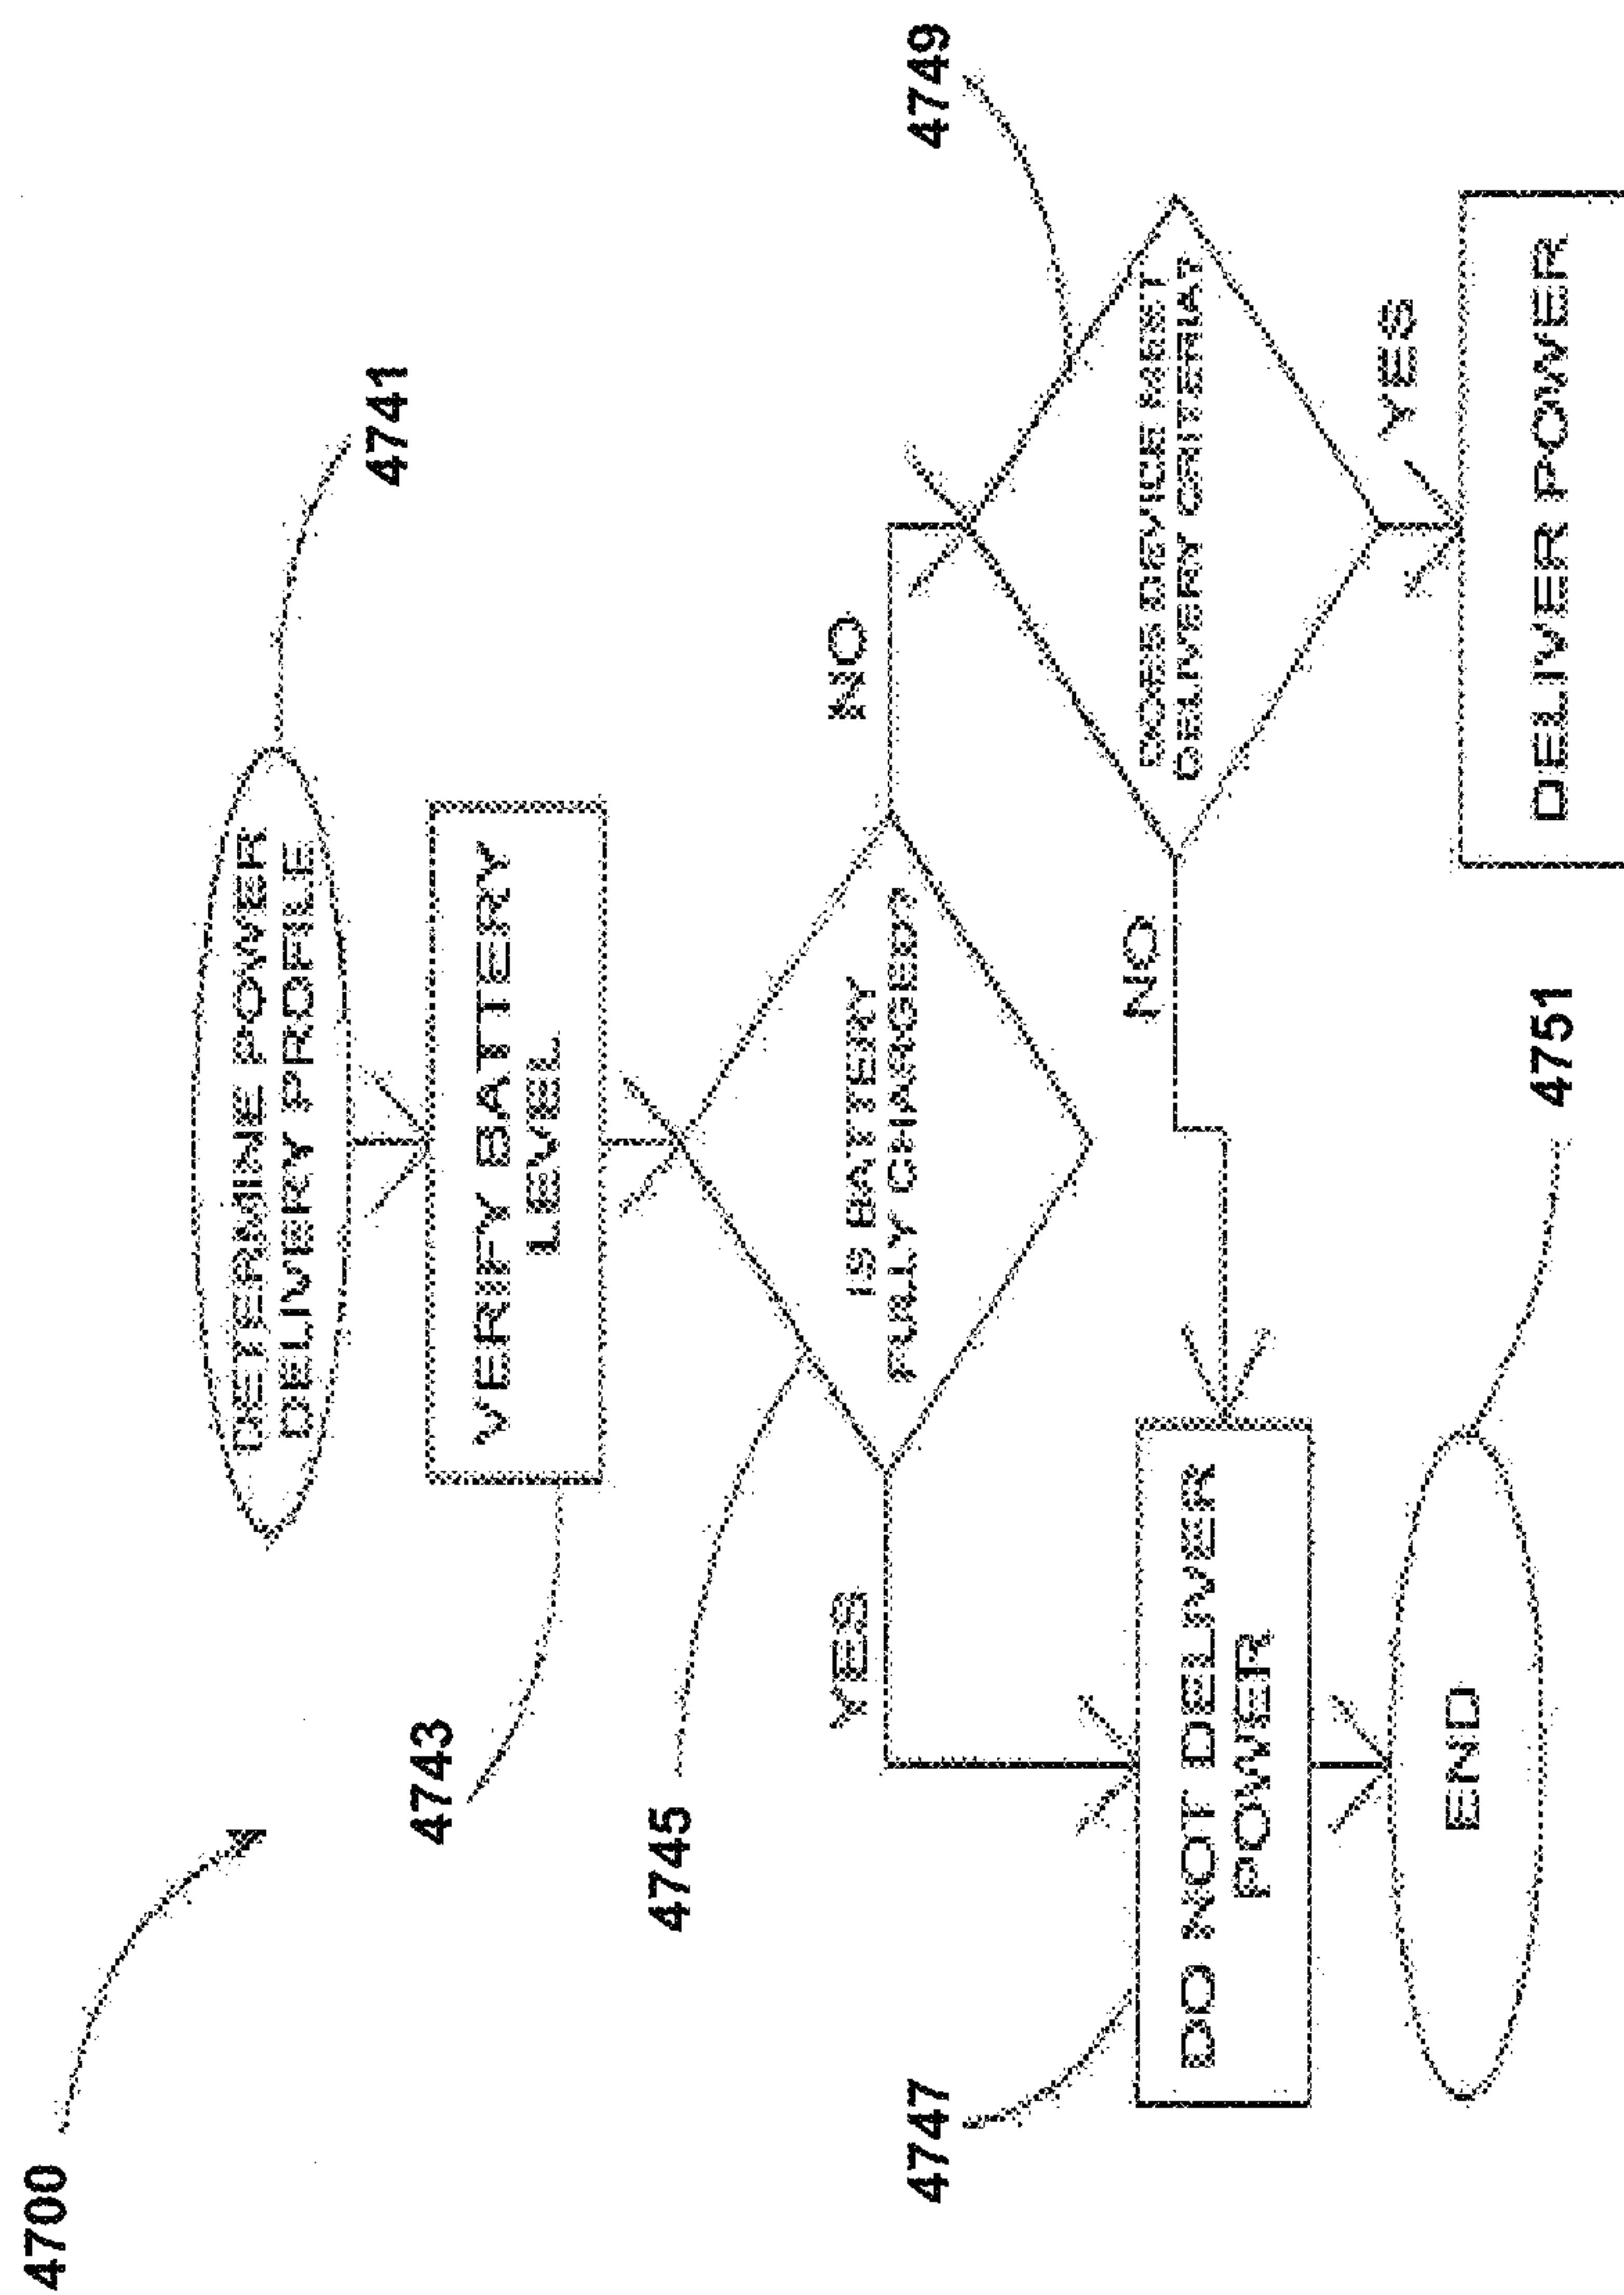 4700
DETERMINE POWER
DELIVERY PROFILE
4741
4743
VERIFY BATTERY
LEVEL
4745
IS BATTERY
FULLY CHARGED?
YES
NO
4747
4749
DO NOT DELIVER
POWER
NO
DOES DEVICE MEET
DELIVERY CRITERIA?
YES
END
4751
DELIVER POWER